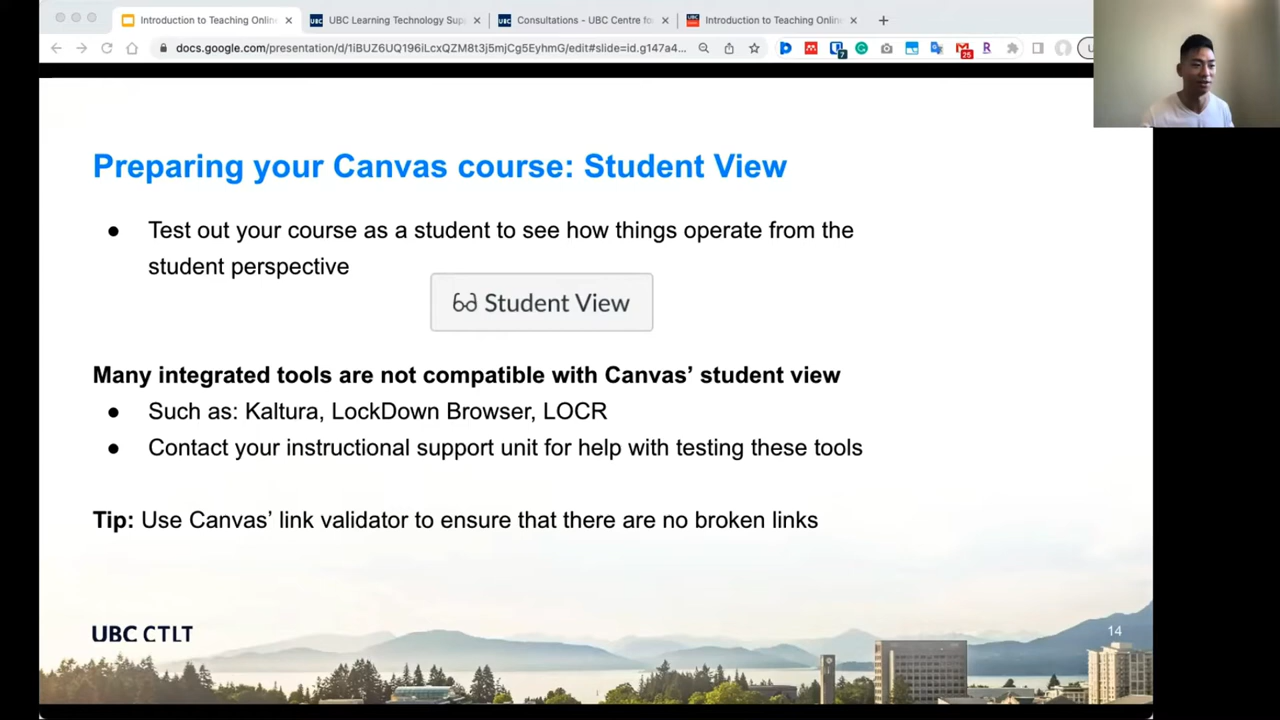 Introduction to Teaching Onlin
UBC Learning Technology Sup
Consultations - UBC Centre fo
Introduction to Teaching Onlin
docs.google.com/presentation/d/1iBUZ6UQ196iLcxQZM8t3j5mjCg5EyhmG/edit#slide=id.g147a4...
Preparing your Canvas course: Student View
● Test out your course as a student to see how things operate from the
student perspective
Student View
Many integrated tools are not compatible with Canvas’ student view
● Such as: Kaltura, LockDown Browser, LOCR
● Contact your instructional support unit for help with testing these tools
Tip: Use Canvas’ link validator to ensure that there are no broken links
UBC CTLT
14